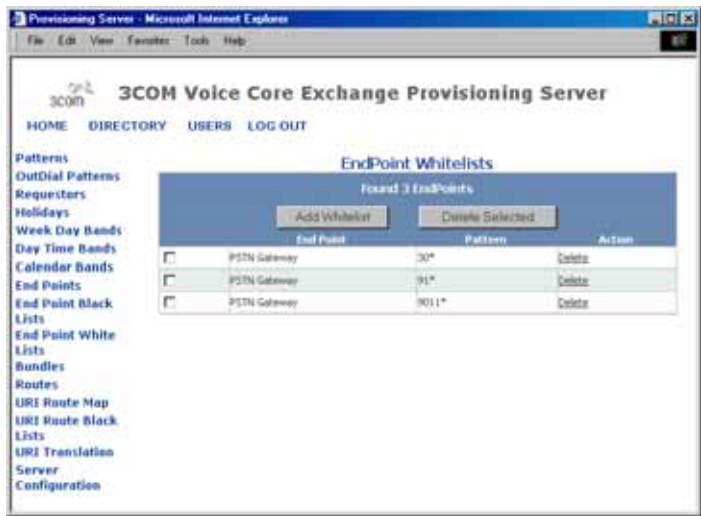 Provisioning Server - Microsoft Internet Explorer
File Edit View Favorites Tools Help
3COM 3COM Voice Core Exchange Provisioning Server
HOME DIRECTORY USERS LOG OUT
Patterns
OutDial Patterns
Requestors
Holidays
Week Day Bands
Day Time Bands
Calendar Bands
End Points
End Point Black
Lists
End Point White
Lists
Bundles
Routes
URI Route Map
URI Route Black
Lists
URI Translation
Server
Configuration
EndPoint Whitelists
Found 3 EndPoints
Add Whitelist Delete Selected
End Point Pattern Action
PSTN Gateway 30* Delete
PSTN Gateway 91* Delete
PSTN Gateway 9011* Delete